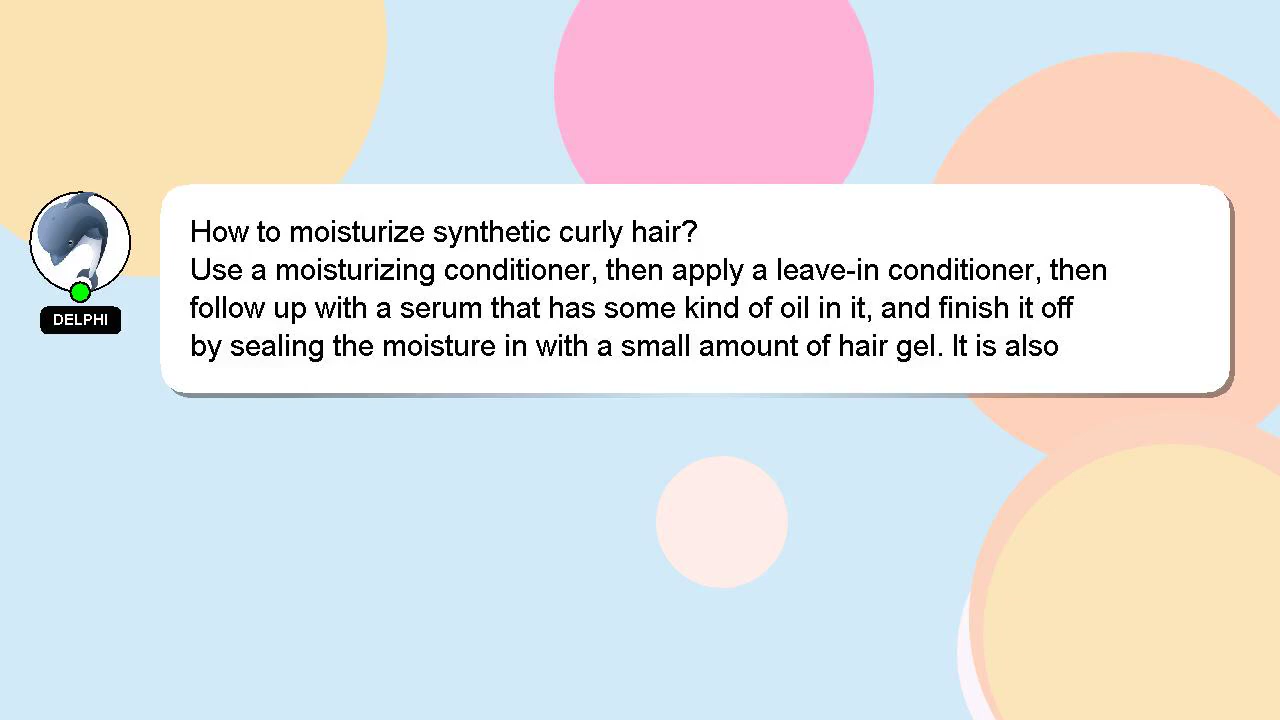 How to moisturize synthetic curly hair?
Use a moisturizing conditioner, then apply a leave-in conditioner, then
follow up with a serum that has some kind of oil in it, and finish it off
by sealing the moisture in with a small amount of hair gel. It is also
DELPHI